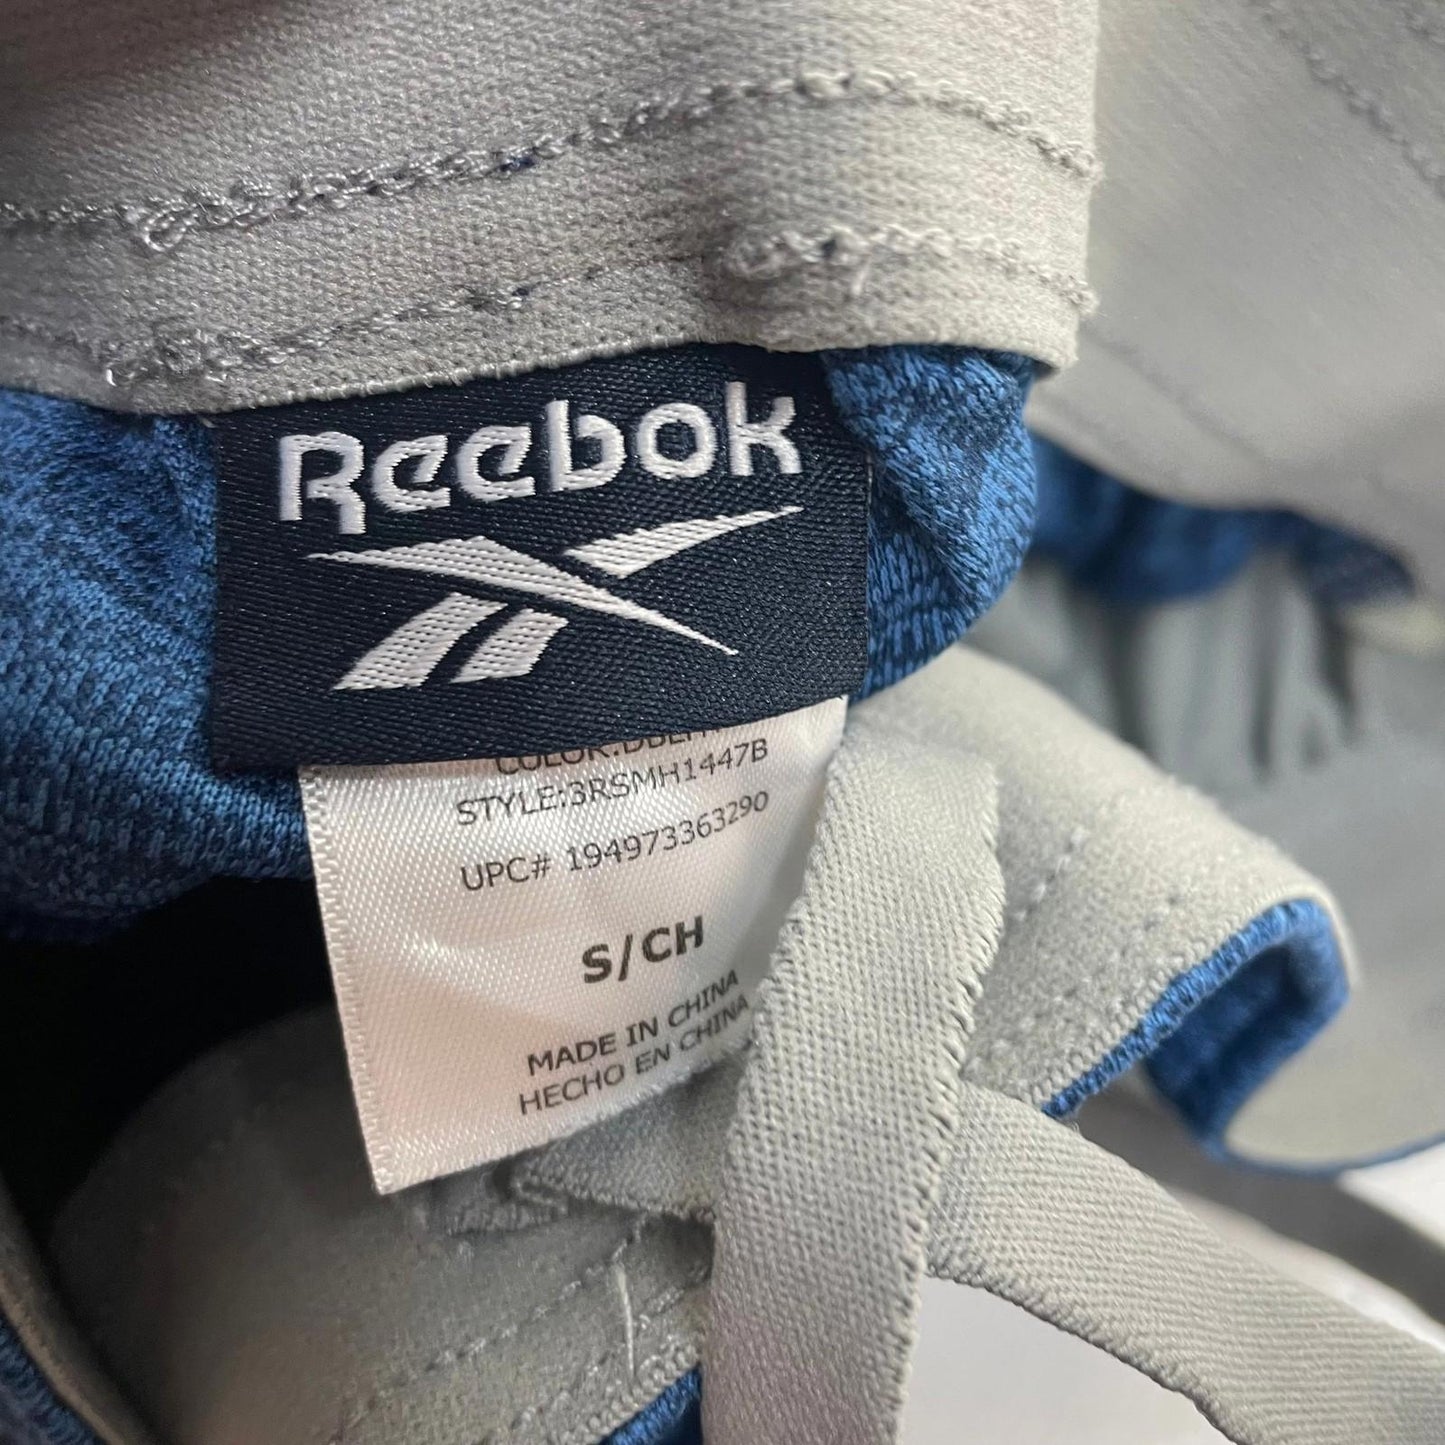 Reebok
STYLE:3RSMH1447B
UPC# 194973363290
S/CH
MADE IN CHINA
HECHO EN CHINA